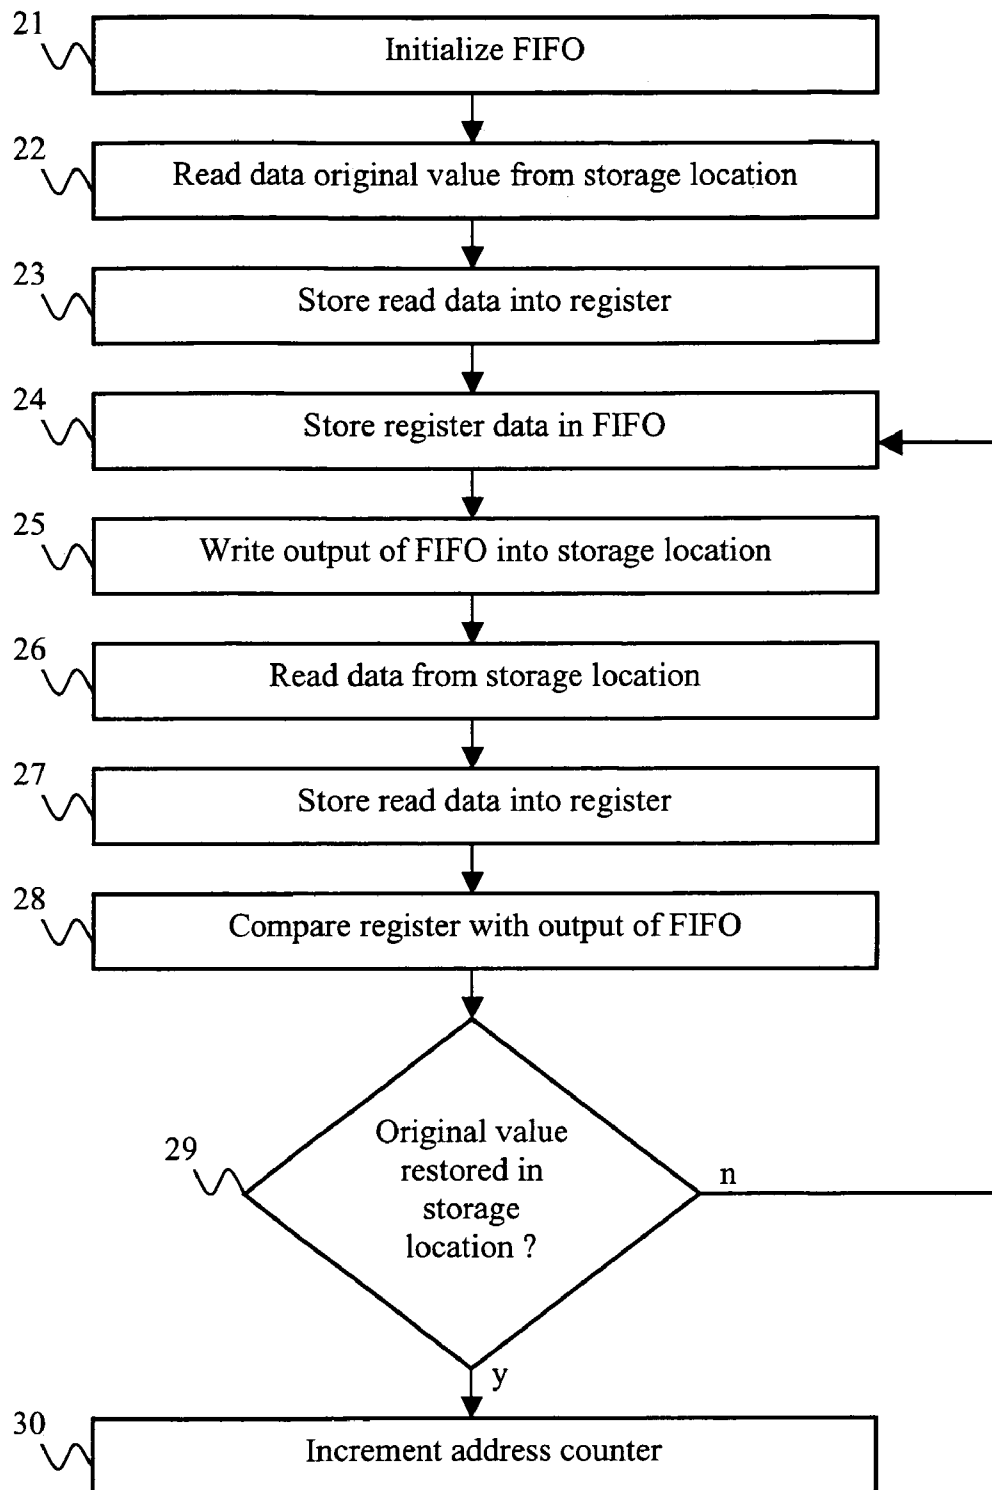 21
Initialize FIFO
22
Read data original value from storage location
23
Store read data into register
24
Store register data in FIFO
25
Write output of FIFO into storage location
26
Read data from storage location
27
Store read data into register
28
Compare register with output of FIFO
29
Original value
restored in
storage
location ?
n
y
30
Increment address counter